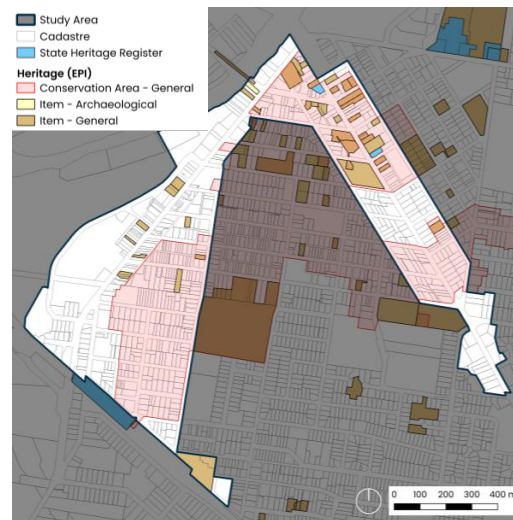 Study Area
Cadastre
State Heritage Register
Heritage (EPI)
Conservation Area - General
Item - Archaeological
Item - General
0 100 200 300 400 m